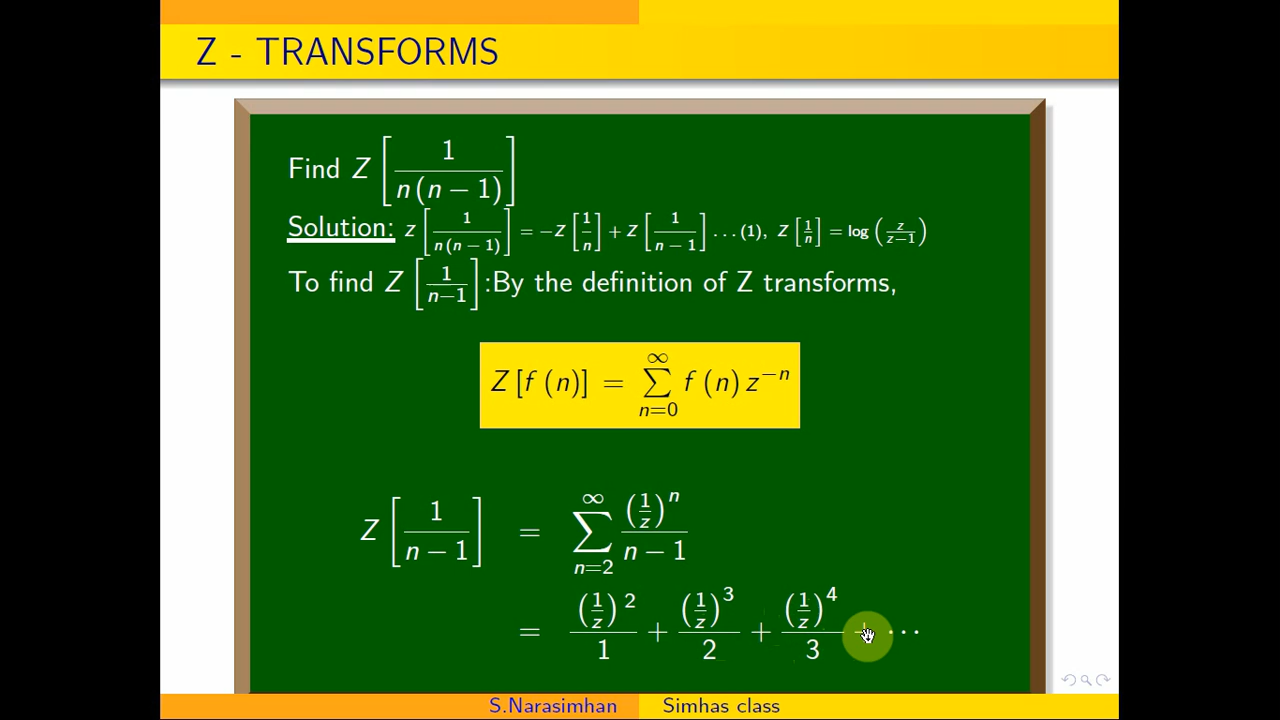 Z - TRANSFORMS
Find Z [ 1 / n (n − 1) ]
Solution: Z [ 1 / n (n − 1) ] = −Z [ 1 / n ] + Z [ 1 / n − 1 ] . . . (1), Z [ 1 / n ] = log ( z / z−1 )
To find Z [ 1 / n−1 ] :By the definition of Z transforms,
Z [f (n)] = ∑_{n=0}^{∞} f (n) z^{−n}
Z [ 1 / n − 1 ] = ∑_{n=2}^{∞} (1/z)^n / n − 1
= (1/z)^2 / 1 + (1/z)^3 / 2 + (1/z)^4 / 3 + ···
S.Narasimhan Simhas class